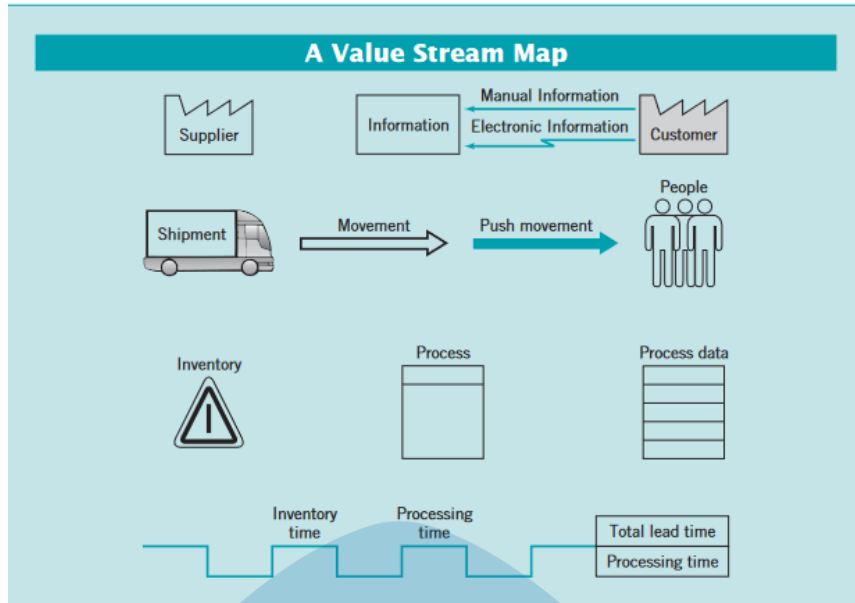 A Value Stream Map
Manual Information
Supplier
Information
Electronic Information
Customer
People
Shipment
Movement
Push movement
Inventory
Process
Process data
Inventory
time
Processing
time
Total lead time
Processing time